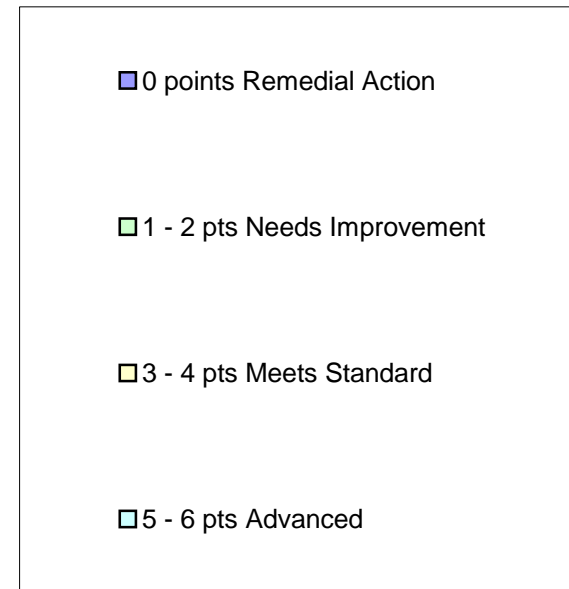 0 points Remedial Action
1 - 2 pts Needs Improvement
3 - 4 pts Meets Standard
5 - 6 pts Advanced